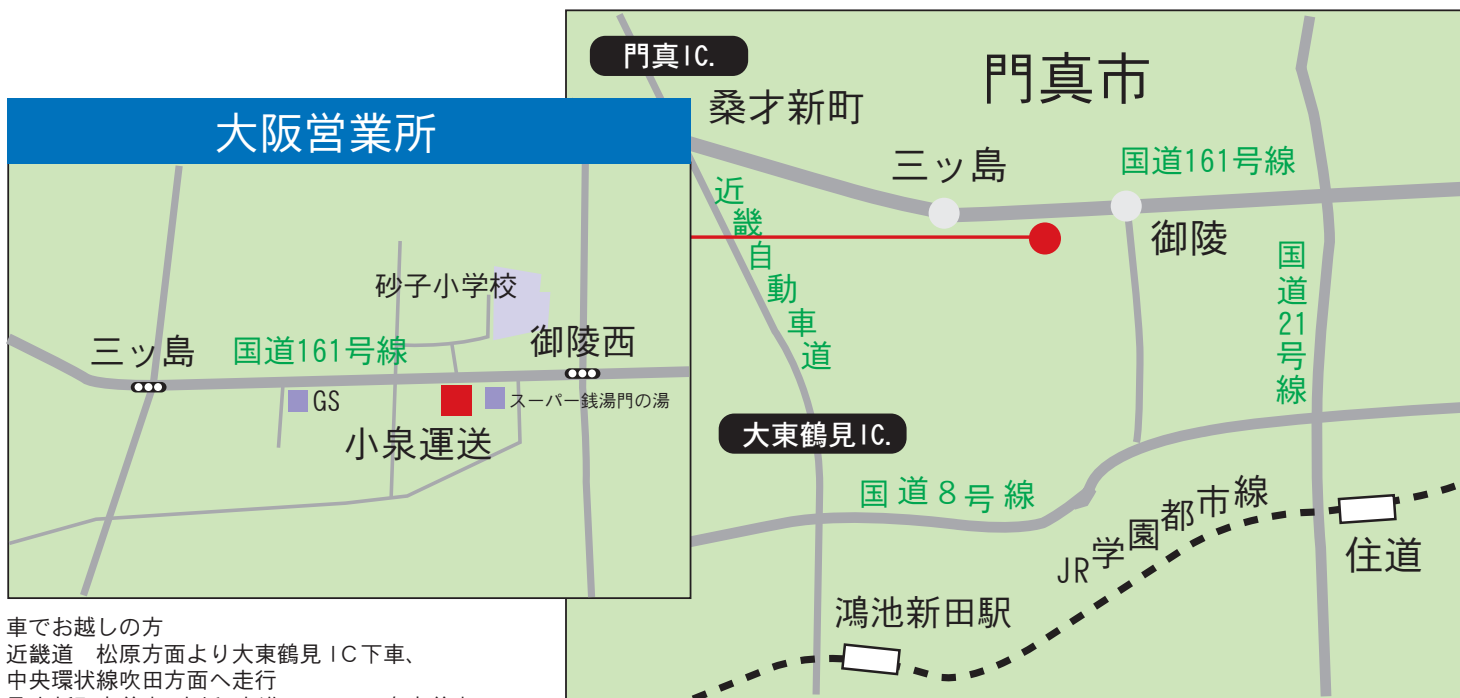 門真IC.
門真市
桑才新町
大阪営業所
三ッ島
国道161号線
近畿自動車道
御陵
国道21号線
砂子小学校
三ッ島
国道161号線
御陵西
GS
スーパー銭湯門の湯
小泉運送
大東鶴見IC.
国道8号線
JR学園都市線
住道
鴻池新田駅
車でお越しの方
近畿道　松原方面より大東鶴見IC下車、
中央環状線吹田方面へ走行